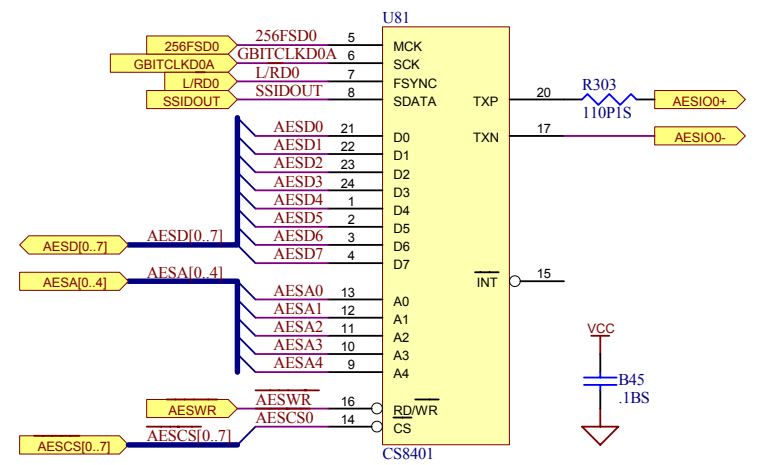 U81
256FSD0 256FSD0 5 MCK
GBITCLKD0A GBITCLKD0A 6 SCK
L/RD0 L/RD0 7 FSYNC
SSIDOUT SSIDOUT 8 SDATA
TXP 20 R303 110P1S AESIO0+
TXN 17 AESIO0-
AESD0 21 D0
AESD1 22 D1
AESD2 23 D2
AESD3 24 D3
AESD4 1 D4
AESD5 2 D5
AESD6 3 D6
AESD7 4 D7
AESD[0..7] AESD[0..7]
INT 15
AESA[0..4] AESA[0..4]
AESA0 13 A0
AESA1 12 A1
AESA2 11 A2
AESA3 10 A3
AESA4 9 A4
VCC
B45
.1BS
AESWR AESWR 16 RD/WR
AESCS[0..7] AESCS[0..7] AESCS0 14 CS
CS8401